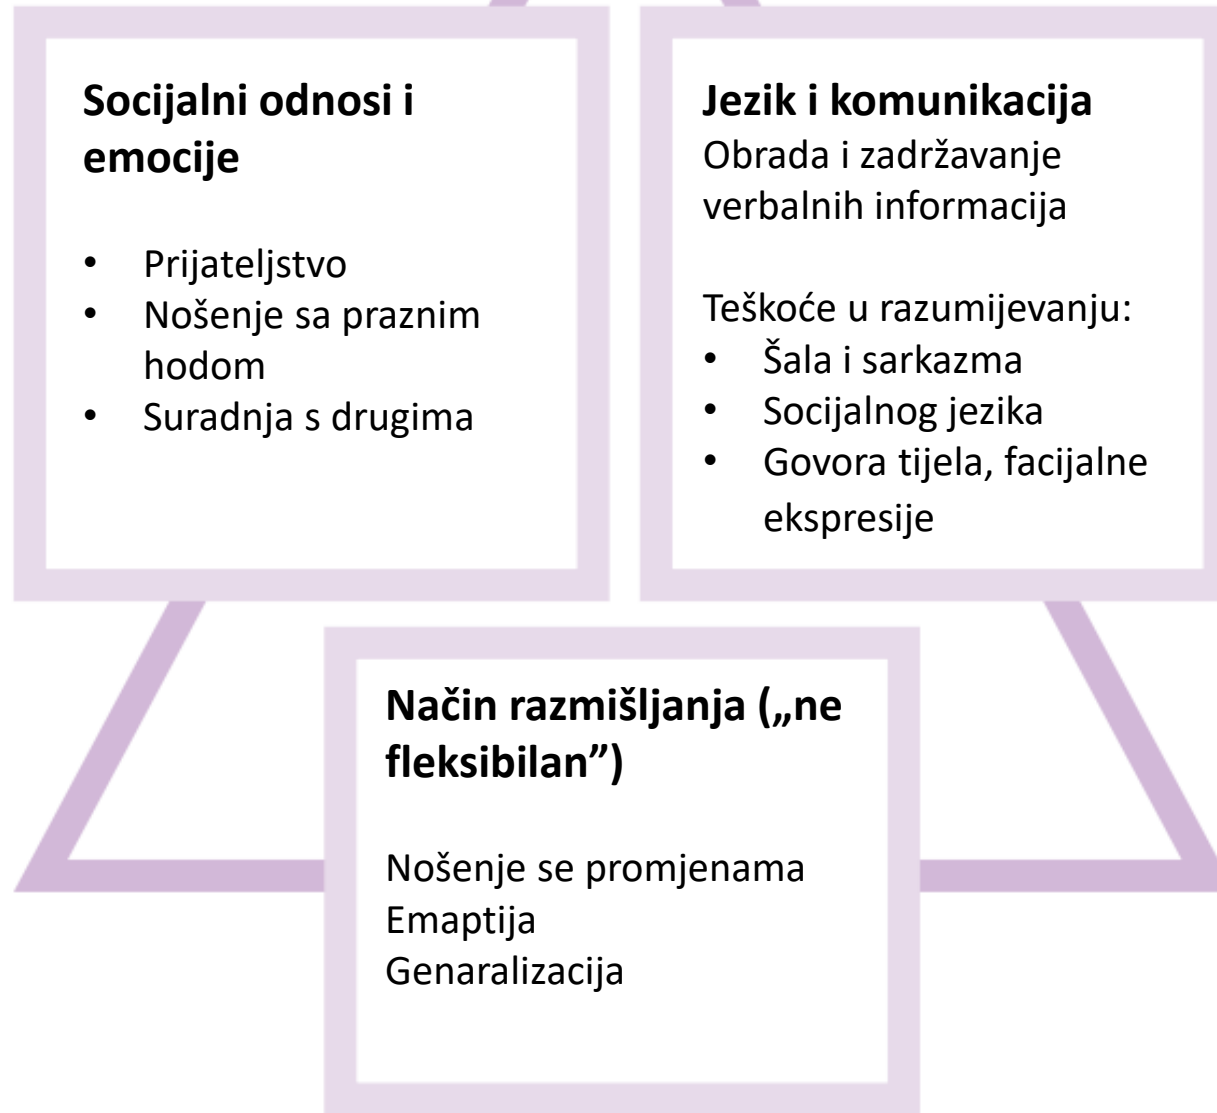 Socijalni odnosi i
emocije
• Prijateljstvo
• Nošenje sa praznim
hodom
• Suradnja s drugima
Jezik i komunikacija
Obrada i zadržavanje
verbalnih informacija
Teškoće u razumijevanju:
• Šala i sarkazma
• Socijalnog jezika
• Govora tijela, facijalne
ekspresije
Način razmišljanja („ne
fleksibilan”)
Nošenje se promjenama
Emaptija
Genaralizacija